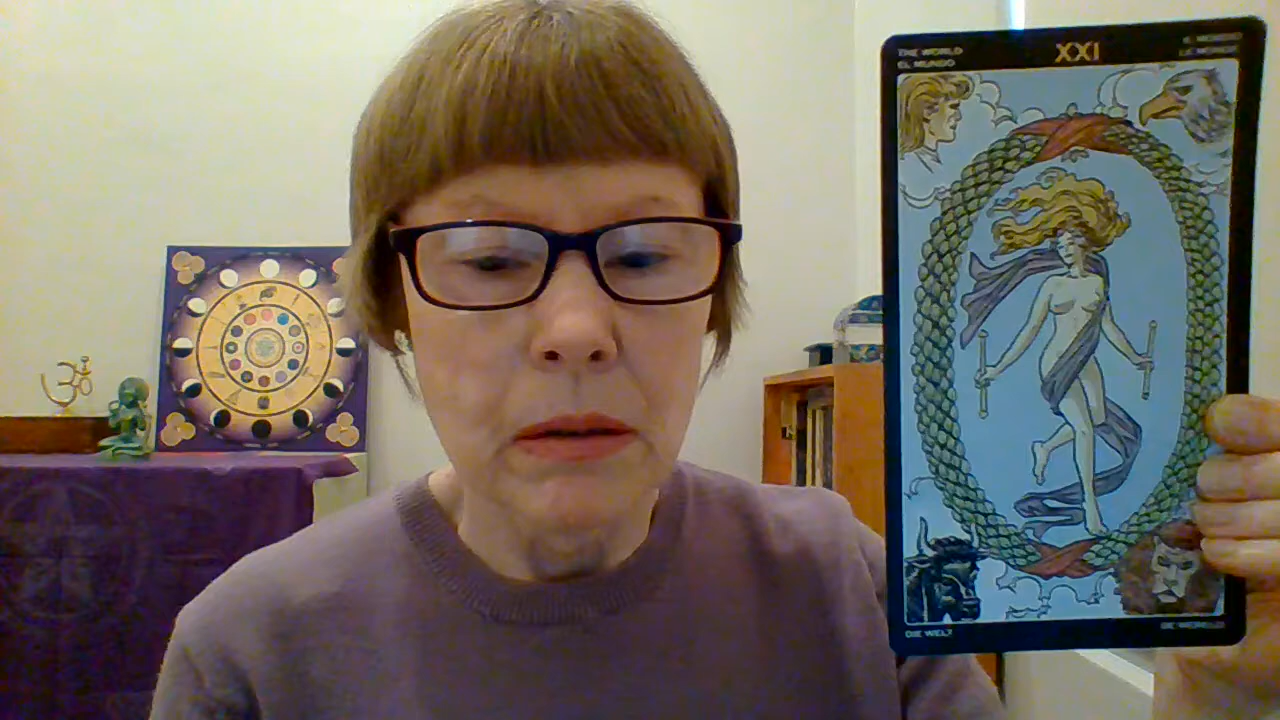 THE WORLD
EL MUNDO
XXI
IL MONDO
LE MONDE
DIE WELT
DE WERELD